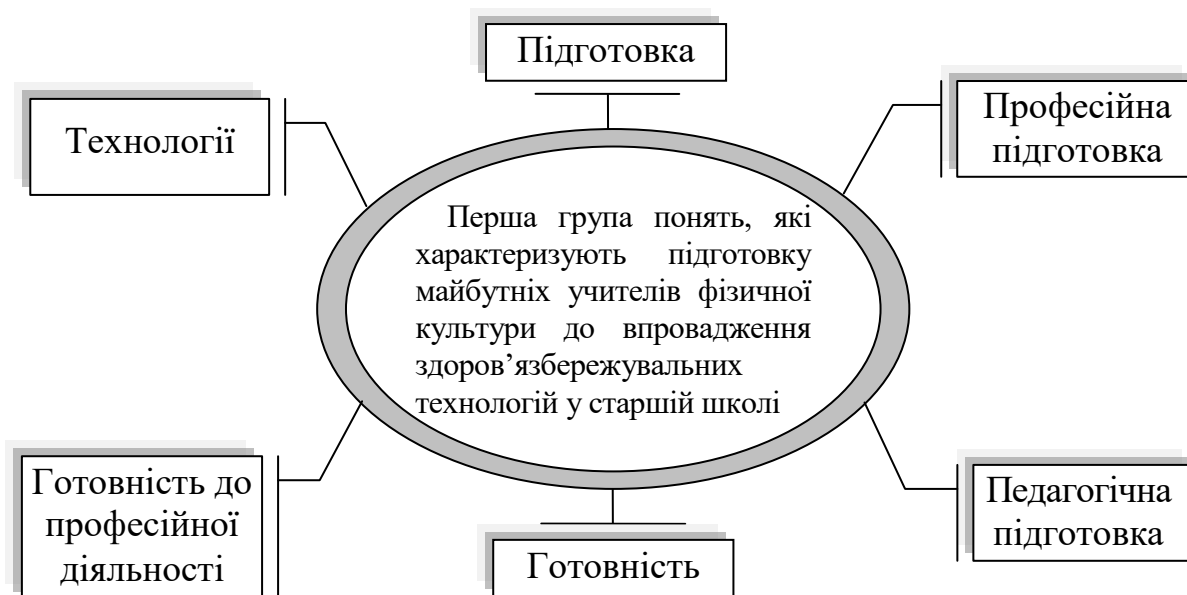 Підготовка
Технології
Професійна
підготовка
Перша група понять, які
характеризують підготовку
майбутніх учителів фізичної
культури до впровадження
здоров’язбережувальних
технологій у старшій школі
Готовність до
професійної
діяльності
Готовність
Педагогічна
підготовка